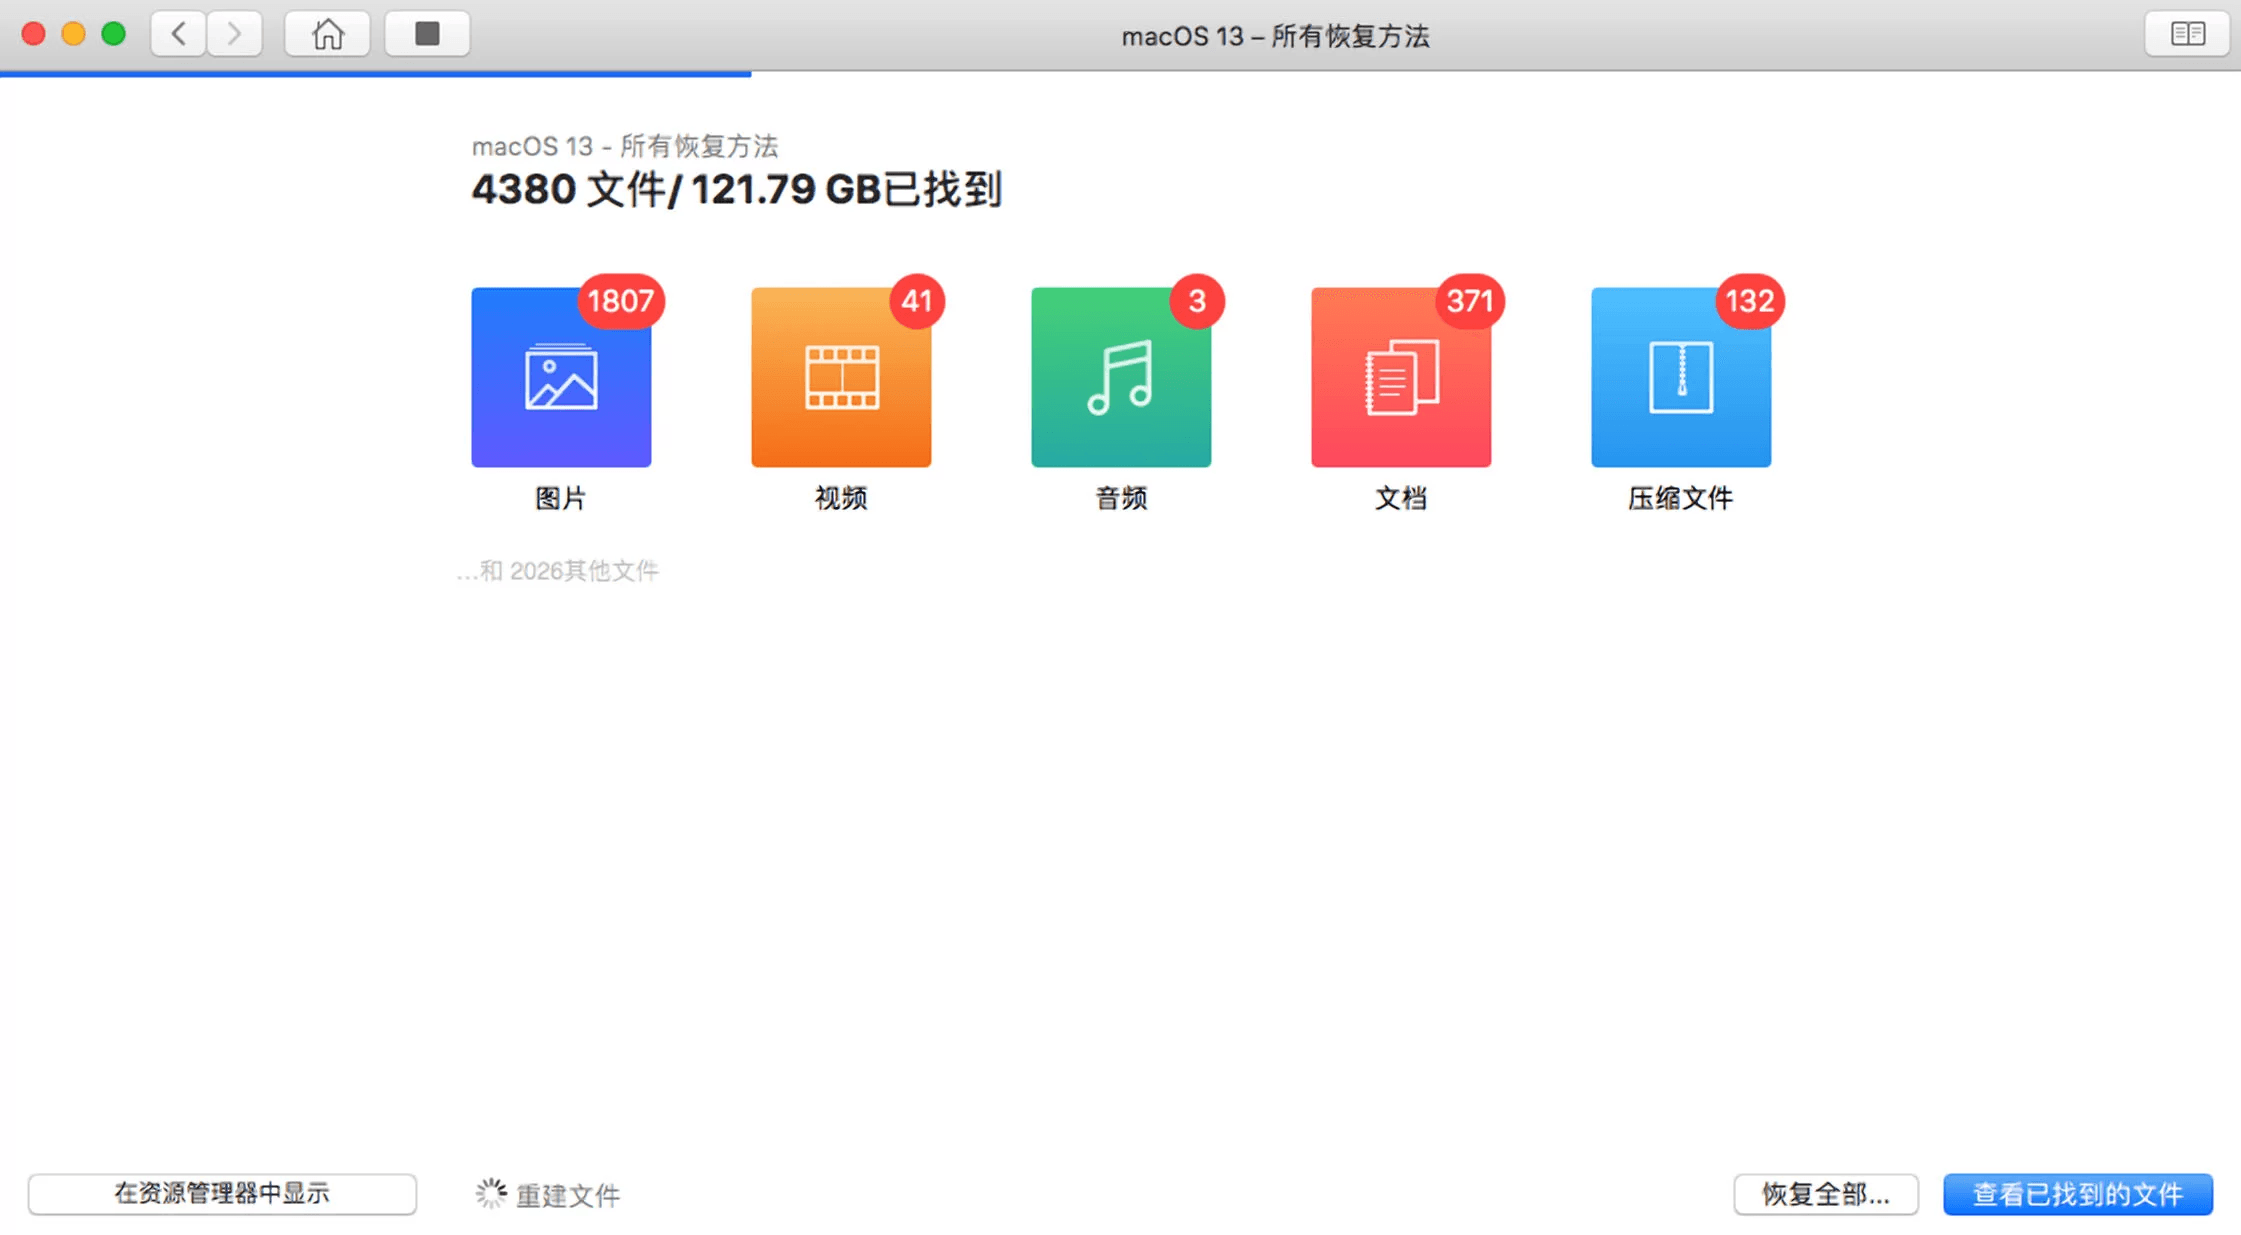 macOS 13 – 所有恢复方法
macOS 13 - 所有恢复方法
4380 文件/ 121.79 GB已找到
1807
41
3
371
132
图片
视频
音频
文档
压缩文件
...和 2026其他文件
在资源管理器中显示
重建文件
恢复全部...
查看已找到的文件